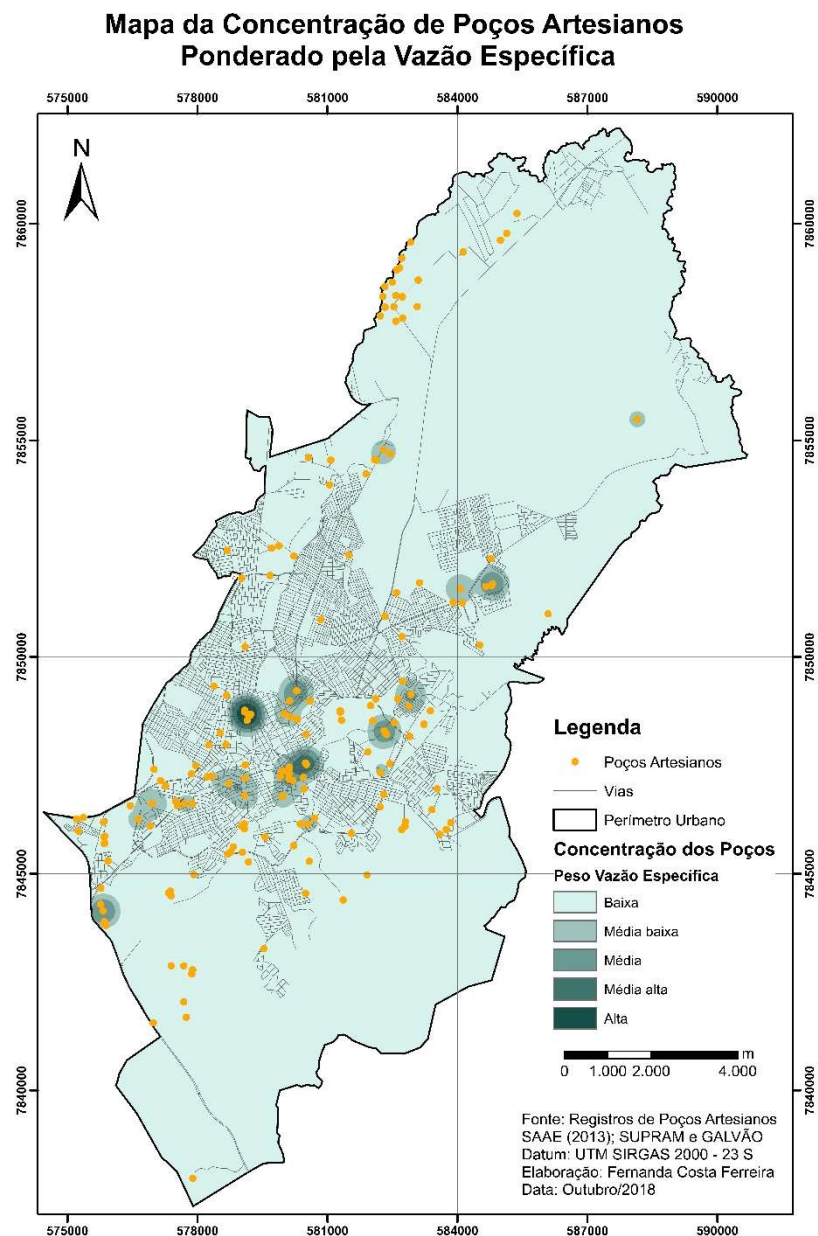 Mapa da Concentração de Poços Artesianos
Ponderado pela Vazão Específica
575000 578000 581000 584000 587000 590000
N
7860000 7860000
7855000 7855000
7850000 7850000
Legenda
Poços Artesianos
Vias
Perímetro Urbano
Concentração dos Poços
Peso Vazão Específica
7845000 7845000
Baixa
Média baixa
Média
Média alta
Alta
m
0 1.000 2.000 4.000
7840000 7840000
Fonte: Registros de Poços Artesianos
SAAE (2013); SUPRAM e GALVÃO
Datum: UTM SIRGAS 2000 - 23 S
Elaboração: Fernanda Costa Ferreira
Data: Outubro/2018
575000 578000 581000 584000 587000 590000